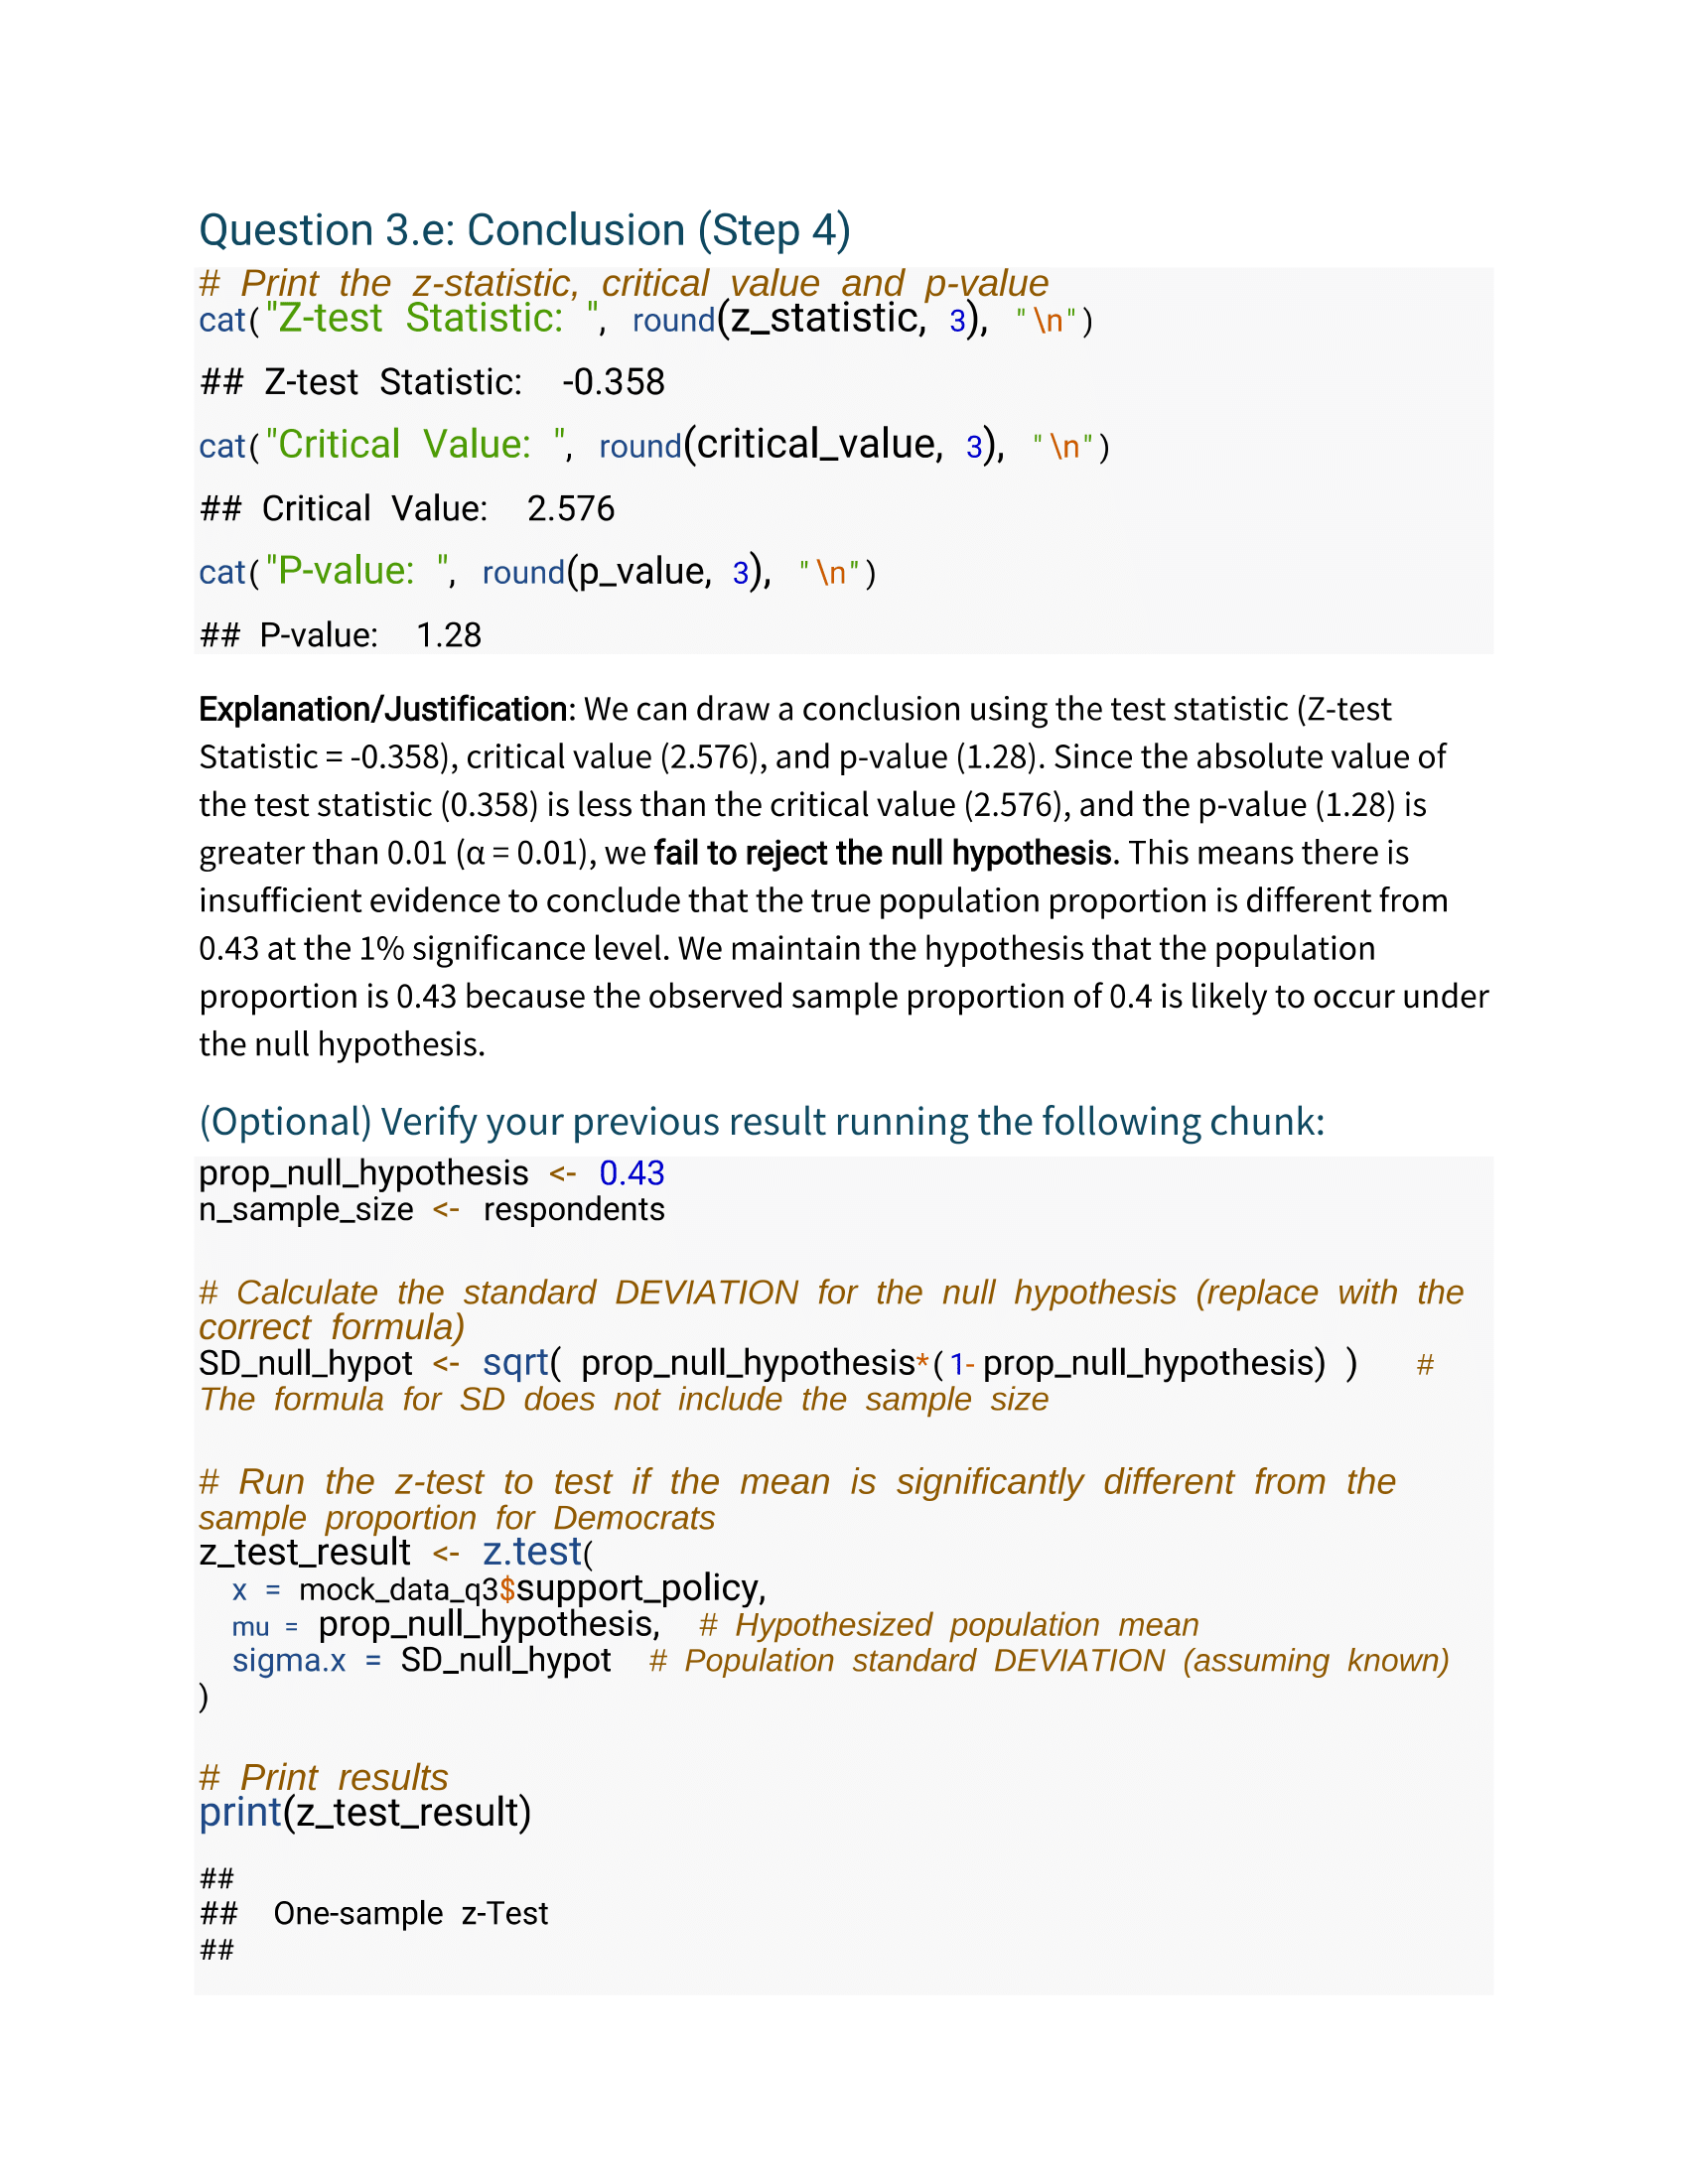 Question 3.e: Conclusion (Step 4)
# Print the z-statistic, critical value and p-value
cat("Z-test Statistic: ", round(z_statistic, 3), "\n")
## Z-test Statistic:  -0.358
cat("Critical Value: ", round(critical_value, 3), "\n")
## Critical Value:  2.576
cat("P-value: ", round(p_value, 3), "\n")
## P-value:  1.28
Explanation/Justification: We can draw a conclusion using the test statistic (Z-test
Statistic = -0.358), critical value (2.576), and p-value (1.28). Since the absolute value of
the test statistic (0.358) is less than the critical value (2.576), and the p-value (1.28) is
greater than 0.01 (α = 0.01), we fail to reject the null hypothesis. This means there is
insufficient evidence to conclude that the true population proportion is different from
0.43 at the 1% significance level. We maintain the hypothesis that the population
proportion is 0.43 because the observed sample proportion of 0.4 is likely to occur under
the null hypothesis.
(Optional) Verify your previous result running the following chunk:
prop_null_hypothesis <- 0.43
n_sample_size <- respondents
# Calculate the standard DEVIATION for the null hypothesis (replace with the
correct formula)
SD_null_hypot <- sqrt( prop_null_hypothesis*(1-prop_null_hypothesis) )   #
The formula for SD does not include the sample size
# Run the z-test to test if the mean is significantly different from the
sample proportion for Democrats
z_test_result <- z.test(
  x = mock_data_q3$support_policy,
  mu = prop_null_hypothesis,  # Hypothesized population mean
  sigma.x = SD_null_hypot  # Population standard DEVIATION (assuming known)
)
# Print results
print(z_test_result)
##
##  One-sample z-Test
##